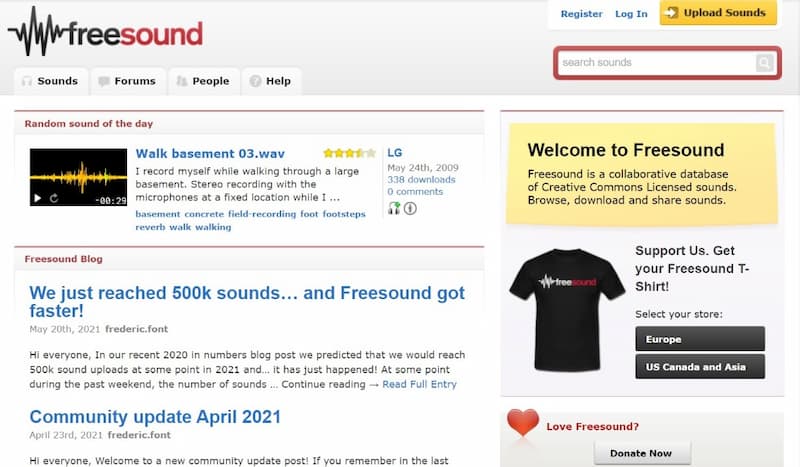 freesound
Register Log In Upload Sounds
search sounds
Sounds Forums People Help
Random sound of the day
Walk basement 03.wav
I record myself while walking through a large
basement. Stereo recording with the
microphones at a fixed location while I ...
basement concrete field-recording foot footsteps
reverb walk walking
-00:29
LG
May 24th, 2009
338 downloads
0 comments
Freesound Blog
We just reached 500k sounds… and Freesound got
faster!
May 20th, 2021 frederic.font
Hi everyone, In our recent 2020 in numbers blog post we predicted that we would reach
500k sound uploads at some point in 2021 and… it has just happened! At some point
during the past weekend, the number of sounds … Continue reading → Read Full Entry
Community update April 2021
April 23rd, 2021 frederic.font
Hi everyone, Welcome to a new community update post! If you remember in the last
Welcome to Freesound
Freesound is a collaborative database
of Creative Commons Licensed sounds.
Browse, download and share sounds.
freesound
Support Us. Get
your Freesound T-
Shirt!
Select your store:
Europe
US Canada and Asia
Love Freesound?
Donate Now